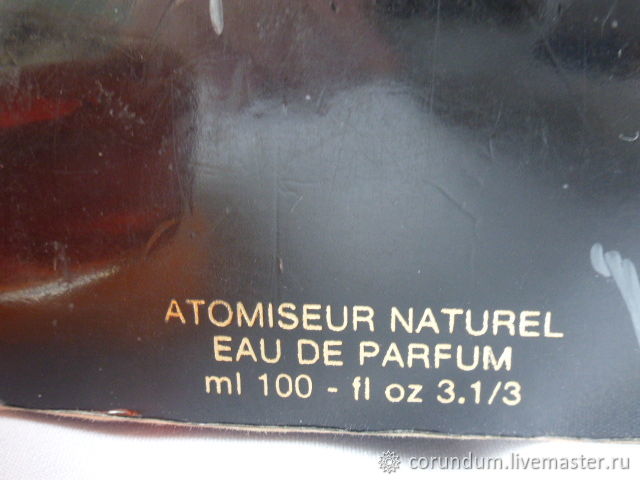 ATOMISEUR NATUREL
EAU DE PARFUM
ml 100 - fl oz 3.1/3
corundum.livemaster.ru